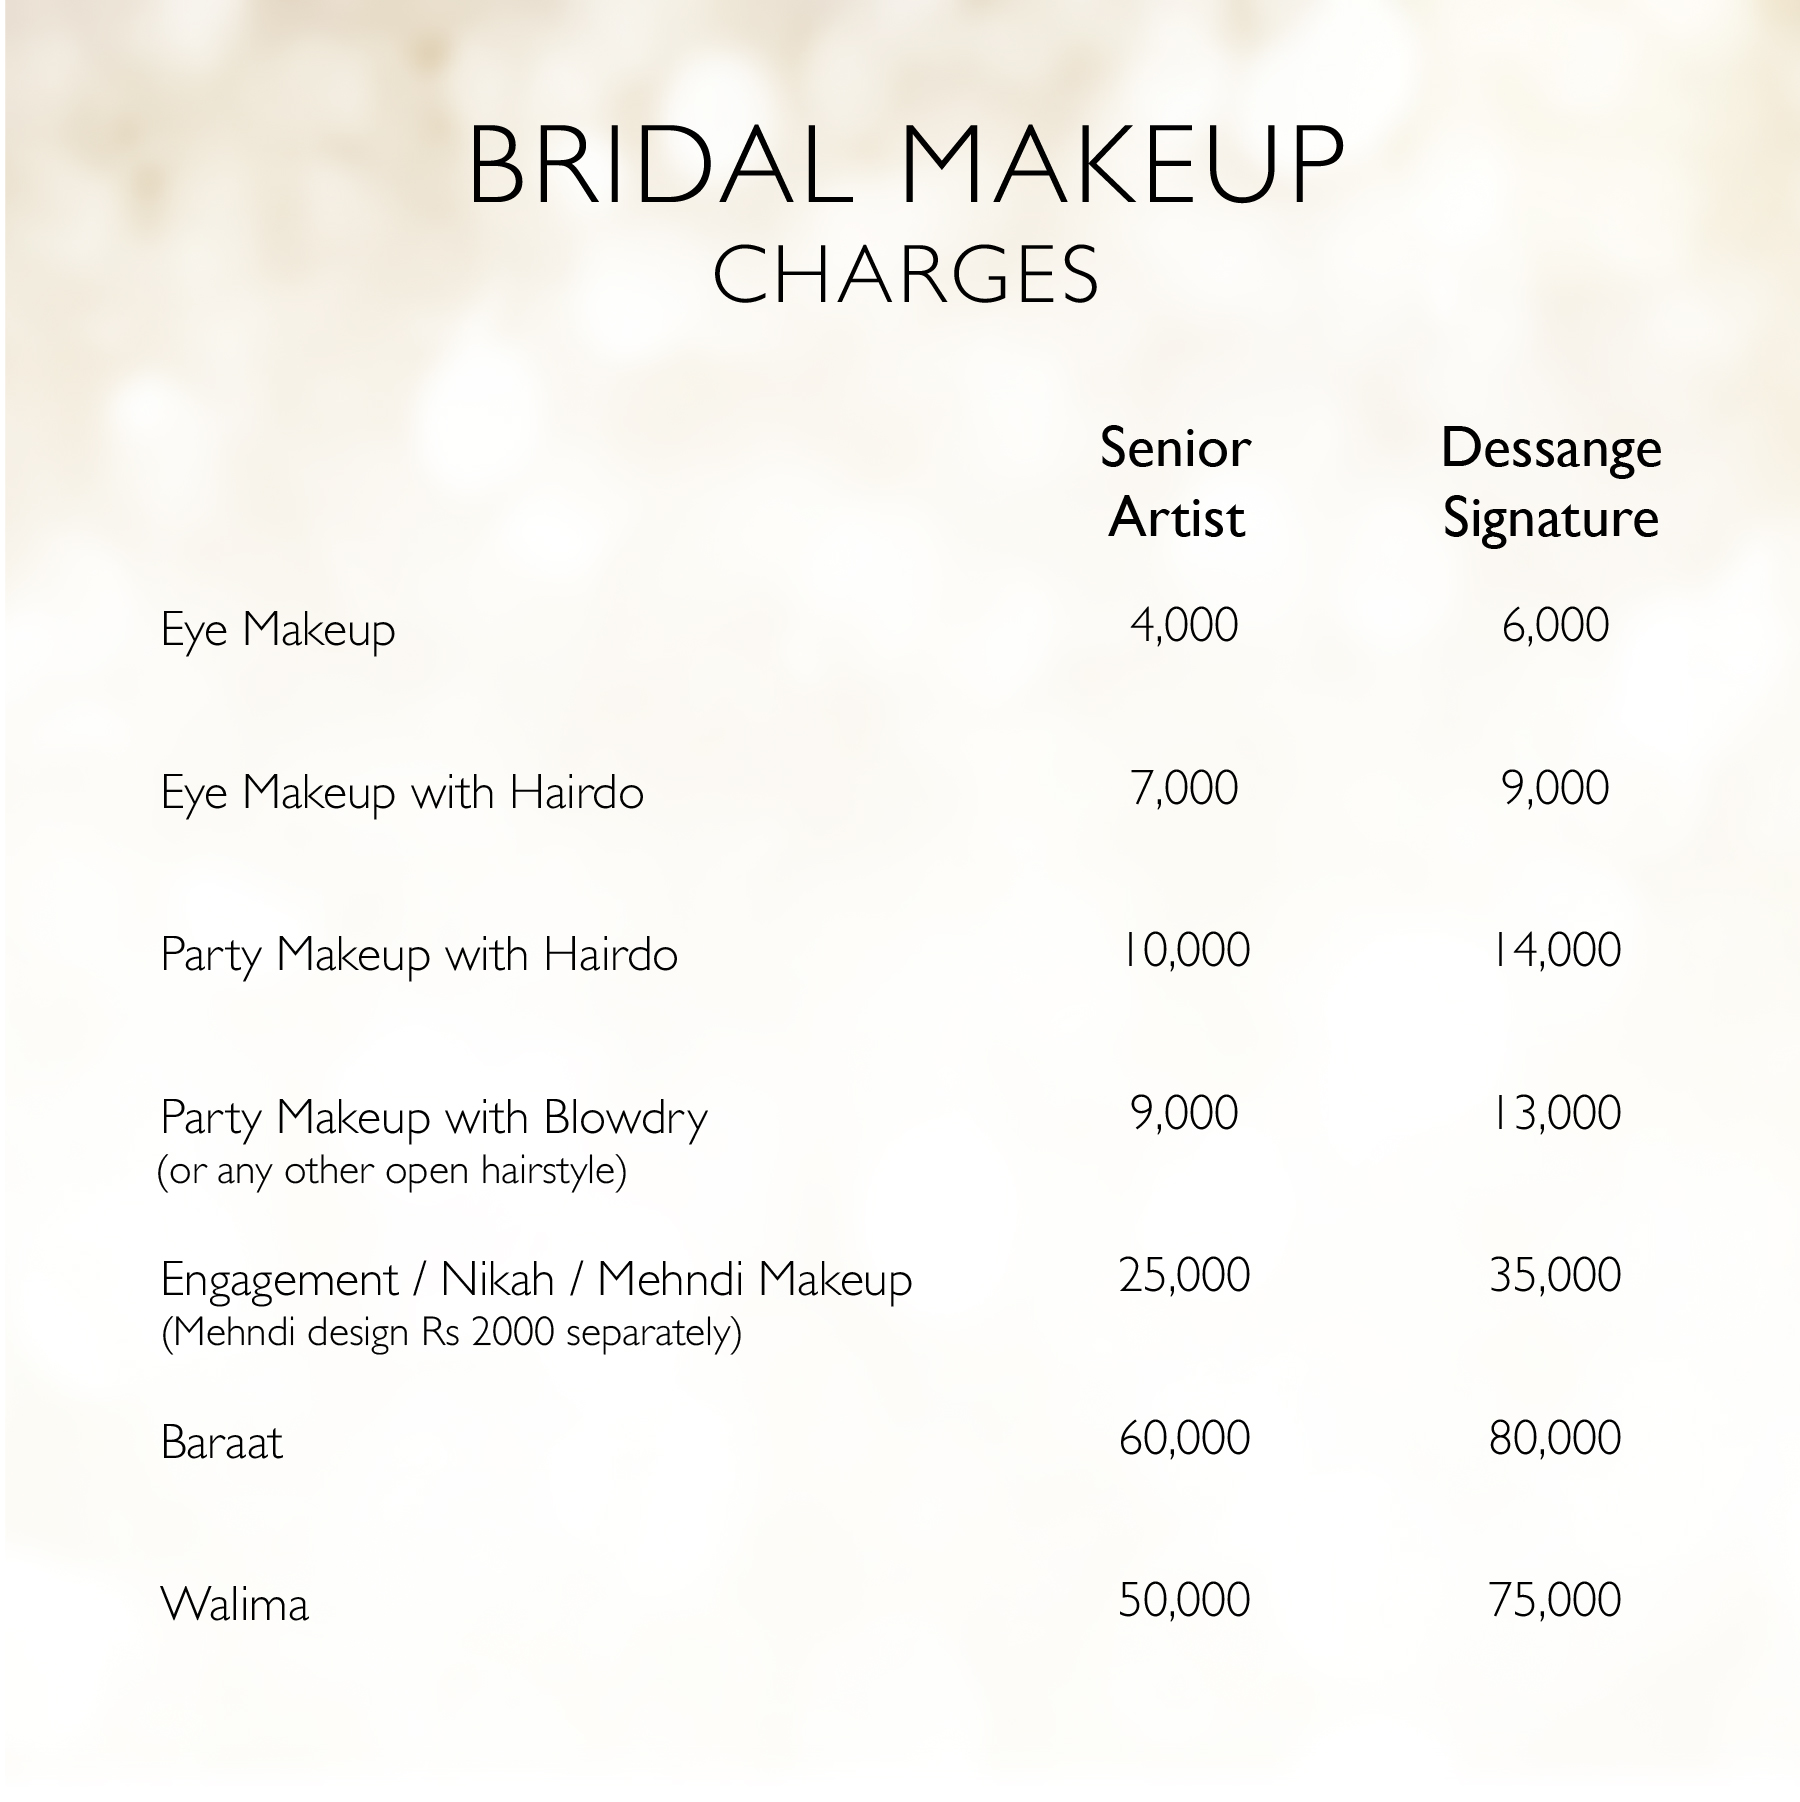 BRIDAL MAKEUP
CHARGES
Senior Artist
Dessange Signature
Eye Makeup 4,000 6,000
Eye Makeup with Hairdo 7,000 9,000
Party Makeup with Hairdo 10,000 14,000
Party Makeup with Blowdry 9,000 13,000
(or any other open hairstyle)
Engagement / Nikah / Mehndi Makeup 25,000 35,000
(Mehndi design Rs 2000 separately)
Baraat 60,000 80,000
Walima 50,000 75,000